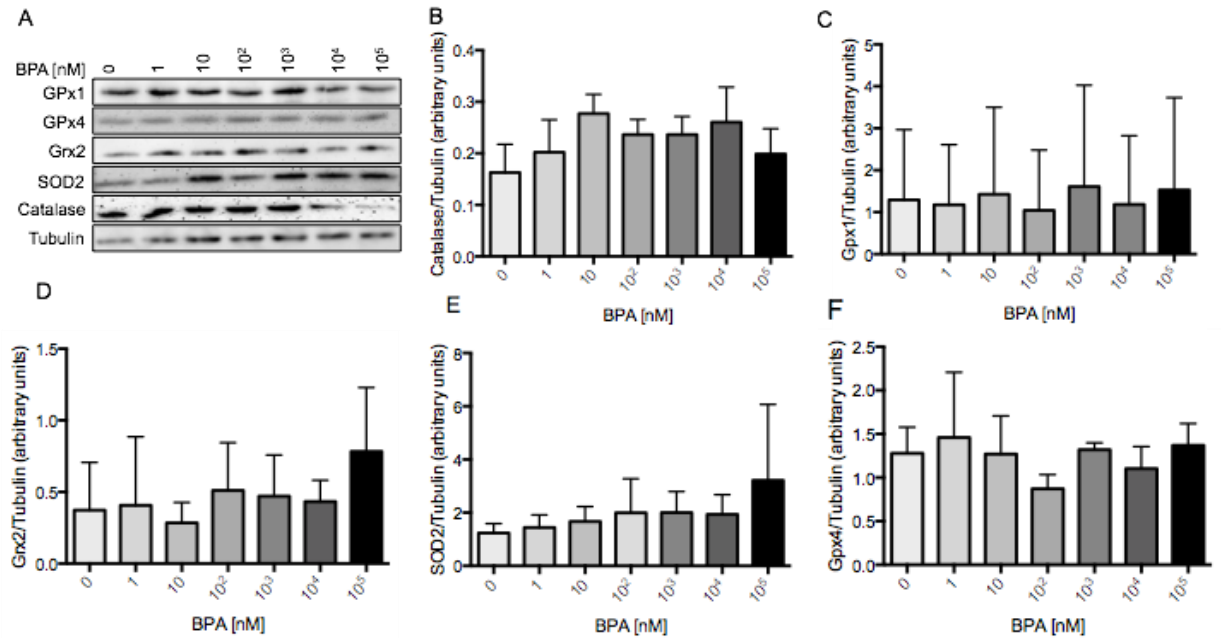 A
BPA [nM] 0 1 10 10² 10³ 10⁴ 10⁵
GPx1
GPx4
Grx2
SOD2
Catalase
Tubulin
B
Catalase/Tubulin (arbitrary units)
0.4
0.3
0.2
0.1
0.0
0 1 10 10² 10³ 10⁴ 10⁵
BPA [nM]
C
Gpx1/Tubulin (arbitrary units)
5
4
3
2
1
0
0 1 10 10² 10³ 10⁴ 10⁵
BPA [nM]
D
Grx2/Tubulin (arbitrary units)
1.5
1.0
0.5
0.0
0 1 10 10² 10³ 10⁴ 10⁵
BPA [nM]
E
SOD2/Tubulin (arbitrary units)
8
6
4
2
0
0 1 10 10² 10³ 10⁴ 10⁵
BPA [nM]
F
Gpx4/Tubulin (arbitrary units)
2.5
2.0
1.5
1.0
0.5
0.0
0 1 10 10² 10³ 10⁴ 10⁵
BPA [nM]